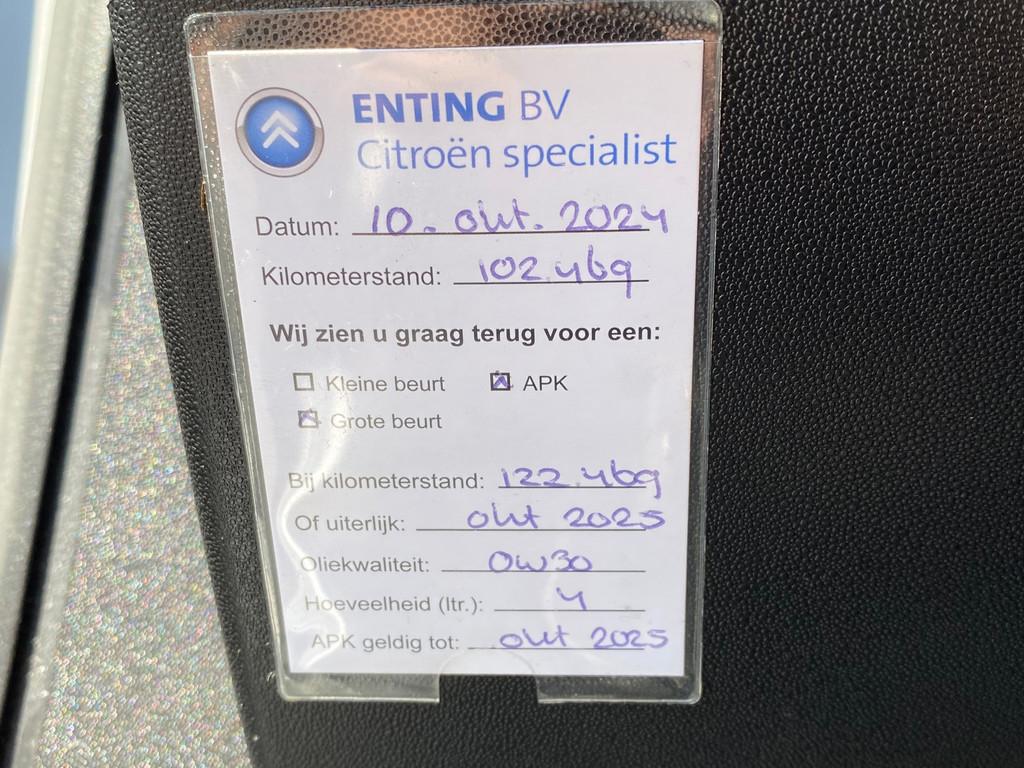 ENTING BV
Citroën specialist
Datum: 10. okt. 2024
Kilometerstand: 102.469
Wij zien u graag terug voor een:
Kleine beurt APK
Grote beurt
Bij kilometerstand: 122.469
Of uiterlijk: okt 2025
Oliekwaliteit: 0W30
Hoeveelheid (ltr.): 4
APK geldig tot: okt 2025